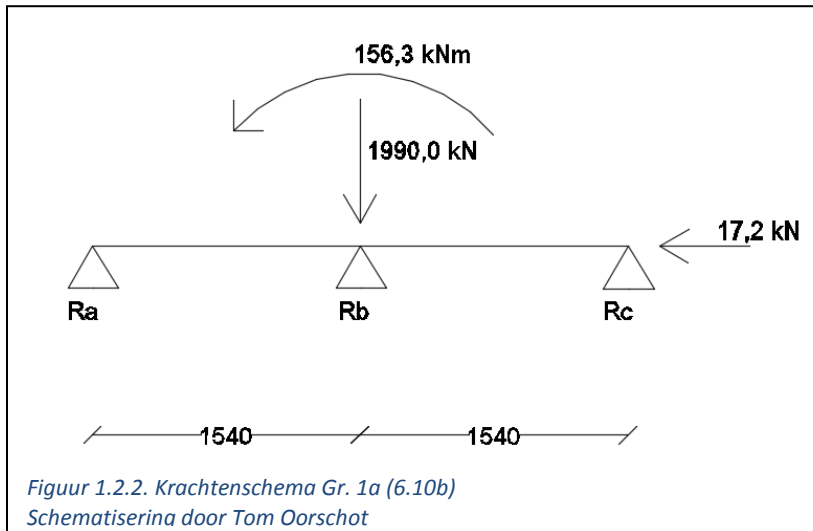 156,3 kNm
1990,0 kN
17,2 kN
Ra Rb Rc
1540 1540
Figuur 1.2.2. Krachtenschema Gr. 1a (6.10b)
Schematisering door Tom Oorschot